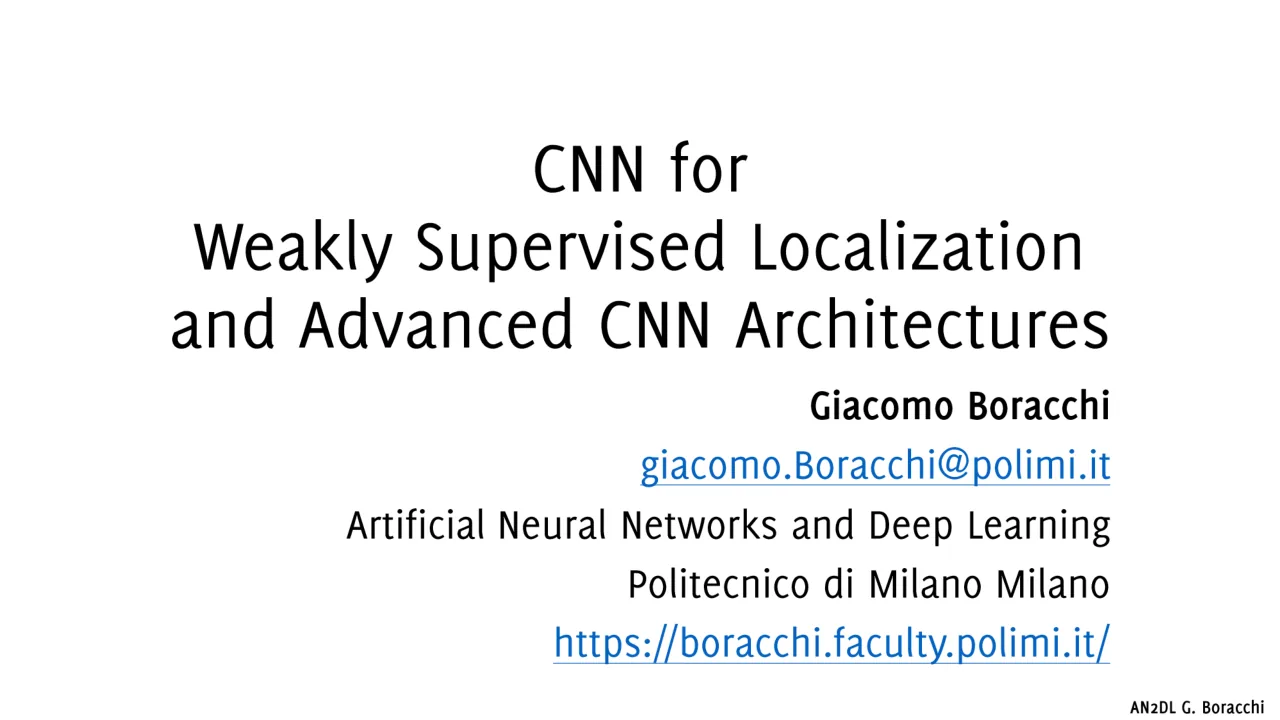 CNN for
Weakly Supervised Localization
and Advanced CNN Architectures
Giacomo Boracchi
giacomo.Boracchi@polimi.it
Artificial Neural Networks and Deep Learning
Politecnico di Milano Milano
https://boracchi.faculty.polimi.it/
AN2DL G. Boracchi